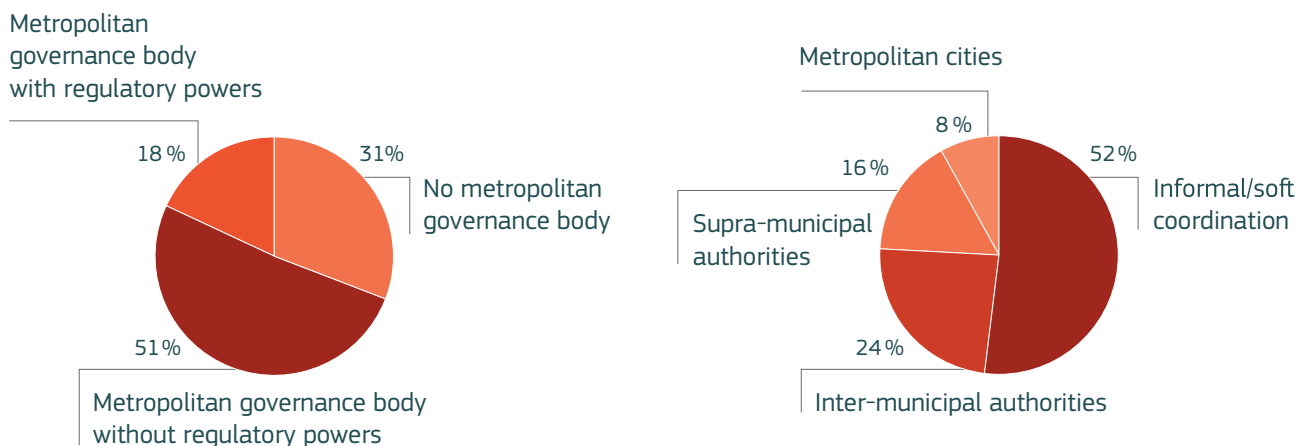 Metropolitan
governance body
with regulatory powers
18 %
31%
No metropolitan
governance body
51%
Metropolitan governance body
without regulatory powers
Metropolitan cities
8 %
16 %
52%
Supra-municipal
authorities
Informal/soft
coordination
24 %
Inter-municipal authorities